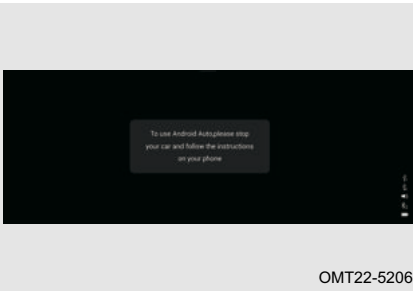 To use Android Auto,please stop
your car and follow the instructions
on your phone
OMT22-5206